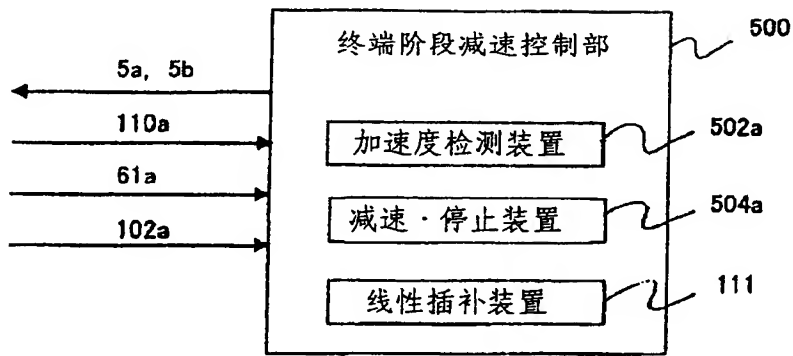 终端阶段减速控制部
500
5a, 5b
110a
加速度检测装置
502a
61a
减速·停止装置
504a
102a
线性插补装置
111